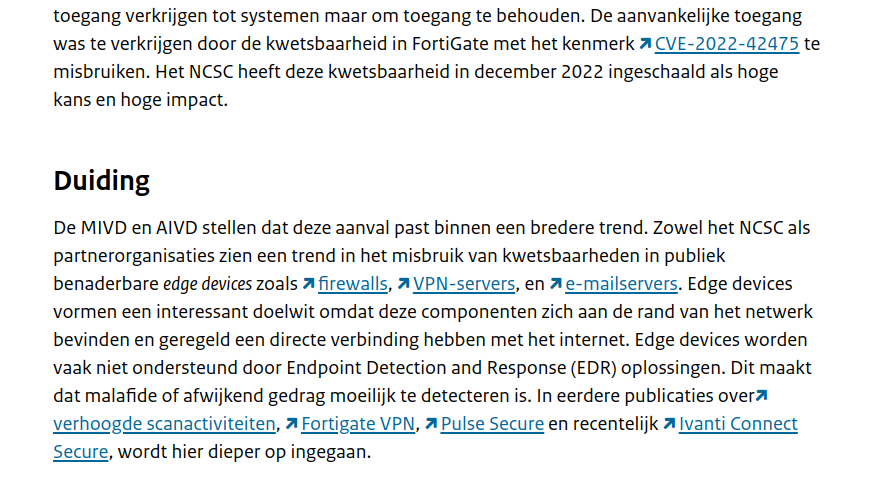 toegang verkrijgen tot systemen maar om toegang te behouden. De aanvankelijke toegang
was te verkrijgen door de kwetsbaarheid in FortiGate met het kenmerk CVE-2022-42475 te
misbruiken. Het NCSC heeft deze kwetsbaarheid in december 2022 ingeschaald als hoge
kans en hoge impact.
Duiding
De MIVD en AIVD stellen dat deze aanval past binnen een bredere trend. Zowel het NCSC als
partnerorganisaties zien een trend in het misbruik van kwetsbaarheden in publiek
benaderbare edge devices zoals firewalls, VPN-servers, en e-mailservers. Edge devices
vormen een interessant doelwit omdat deze componenten zich aan de rand van het netwerk
bevinden en geregeld een directe verbinding hebben met het internet. Edge devices worden
vaak niet ondersteund door Endpoint Detection and Response (EDR) oplossingen. Dit maakt
dat malafide of afwijkend gedrag moeilijk te detecteren is. In eerdere publicaties over
verhoogde scanactiviteiten, Fortigate VPN, Pulse Secure en recentelijk Ivanti Connect
Secure, wordt hier dieper op ingegaan.